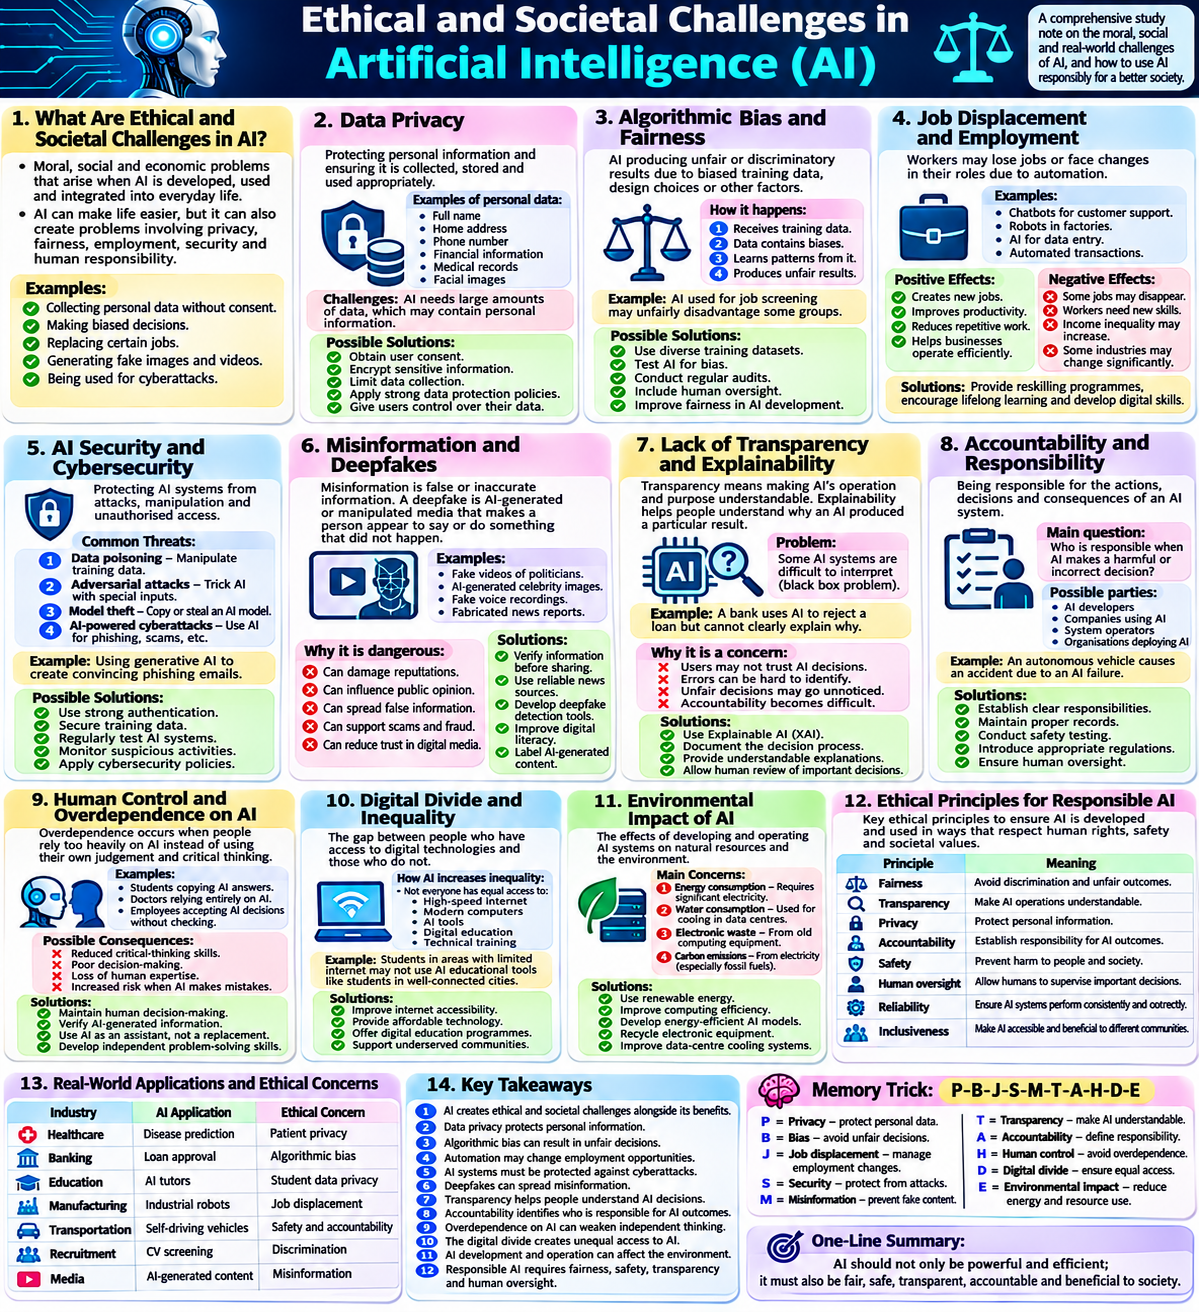 Ethical and Societal Challenges in
Artificial Intelligence (AI)
A comprehensive study
note on the moral, social
and real-world challenges
of AI, and how to use AI
responsibly for a better society.
1. What Are Ethical and
Societal Challenges in AI?
• Moral, social and economic problems
that arise when AI is developed, used
and integrated into everyday life.
• AI can make life easier, but it can also
create problems involving privacy,
fairness, employment, security and
human responsibility.
Examples:
Collecting personal data without consent.
Making biased decisions.
Replacing certain jobs.
Generating fake images and videos.
Being used for cyberattacks.
2. Data Privacy
Protecting personal information and
ensuring it is collected, stored and
used appropriately.
Examples of personal data:
• Full name
• Home address
• Phone number
• Financial information
• Medical records
• Facial images
Challenges: AI needs large amounts
of data, which may contain personal
information.
Possible Solutions:
Obtain user consent.
Encrypt sensitive information.
Limit data collection.
Apply strong data protection policies.
Give users control over their data.
3. Algorithmic Bias and
Fairness
AI producing unfair or discriminatory
results due to biased training data,
design choices or other factors.
How it happens:
1 Receives training data.
2 Data contains biases.
3 Learns patterns from it.
4 Produces unfair results.
Example: AI used for job screening
may unfairly disadvantage some groups.
Possible Solutions:
Use diverse training datasets.
Test AI for bias.
Conduct regular audits.
Include human oversight.
Improve fairness in AI development.
4. Job Displacement
and Employment
Workers may lose jobs or face changes
in their roles due to automation.
Examples:
• Chatbots for customer support.
• Robots in factories.
• AI for data entry.
• Automated transactions.
Positive Effects:
Creates new jobs.
Improves productivity.
Reduces repetitive work.
Helps businesses
operate efficiently.
Negative Effects:
Some jobs may disappear.
Workers need new skills.
Income inequality may
increase.
Some industries may
change significantly.
Solutions: Provide reskilling programmes,
encourage lifelong learning and develop digital skills.
5. AI Security and
Cybersecurity
Protecting AI systems from
attacks, manipulation and
unauthorised access.
Common Threats:
1 Data poisoning – Manipulate
training data.
2 Adversarial attacks – Trick AI
with special inputs.
3 Model theft – Copy or steal an AI model.
4 AI-powered cyberattacks – Use AI
for phishing, scams, etc.
Example: Using generative AI to
create convincing phishing emails.
Possible Solutions:
Use strong authentication.
Secure training data.
Regularly test AI systems.
Monitor suspicious activities.
Apply cybersecurity policies.
6. Misinformation and
Deepfakes
Misinformation is false or inaccurate
information. A deepfake is AI-generated
or manipulated media that makes a
person appear to say or do something
that did not happen.
Examples:
• Fake videos of politicians.
• AI-generated celebrity images.
• Fake voice recordings.
• Fabricated news reports.
Why it is dangerous:
Can damage reputtations.
Can influence public opinion.
Can spread false information.
Can support scams and fraud.
Can reduce trust in digital media.
Solutions:
Verify information
before sharing.
Use reliable news
sources.
Develop deepfake
detection tools.
Improve digital
literacy.
Label AI-generated
content.
7. Lack of Transparency
and Explainability
Transparency means making AI's operation
and purpose understandable. Explainability
helps people understand why an AI produced
a particular result.
AI
?
Problem:
Some AI systems are
difficult to interpret
(black box problem).
Example: A bank uses AI to reject a
loan but cannot clearly explain why.
Why it is a concern:
Users may not trust AI decisions.
Errors can be hard to identify.
Unfair decisions may go unnoticed.
Accountability becomes difficult.
Solutions:
Use Explainable AI (XAI).
Document the decision process.
Provide understandable explanations.
Allow human review of important decisions.
8. Accountability and
Responsibility
Being responsible for the actions,
decisions and consequences of an AI
system.
Main question:
Who is responsible when
AI makes a harmful or
incorrect decision?
Possible parties:
• AI developers
• Companies using AI
• System operators
• Organisations deploying AI
Example: An autonomous vehicle causes
an accident due to an AI failure.
Solutions:
Establish clear responsibilities.
Maintain proper records.
Conduct safety testing.
Introduce appropriate regulations.
Ensure human oversight.
9. Human Control and
Overdependence on AI
Overdependence occurs when people
rely too heavily on AI instead of using
their own judgement and critical thinking.
Examples:
• Students copying AI answers.
• Doctors relying entirely on AI.
• Employees accepting AI decisions
without checking.
Possible Consequences:
Reduced critical-thinking skills.
Poor decision-making.
Loss of human expertise.
Increased risk when AI makes mistakes.
Solutions:
Maintain human decision-making.
Verify AI-generated information.
Use AI as an assistant, not a replacement.
Develop independent problem-solving skills.
10. Digital Divide and
Inequality
The gap between people who have
access to digital technologies and
those who do not.
How AI increases inequality:
• Not everyone has equal access to:
• High-speed internet
• Modern computers
• AI tools
• Digital education
• Technical training
Example: Students in areas with limited
internet may not use AI educational tools
like students in well-connected cities.
Solutions:
Improve internet accessibility.
Provide affordable technology.
Offer digital education programmes.
Support underserved communities.
11. Environmental
Impact of AI
The effects of developing and operating
AI systems on natural resources and
the environment.
Main Concerns:
1 Energy consumption – Requires
significant electricity.
2 Water consumption – Used for
cooling in data centres.
3 Electronic waste – From old
computing equipment.
4 Carbon emissions – From electricity
(especially fossil fuels).
Solutions:
Use renewable energy.
Improve computing efficiency.
Develop energy-efficient AI models.
Recycle electronic equipment.
Improve data-centre cooling systems.
12. Ethical Principles for Responsible AI
Key ethical principles to ensure AI is developed
and used in ways that respect human rights, safety
and societal values.
Principle Meaning
Fairness Avoid discrimination and unfair outcomes.
Transparency Make AI operations understandable.
Privacy Protect personal information.
Accountability Establish responsibility for AI outcomes.
Safety Prevent harm to people and society.
Human oversight Allow humans to supervise important decisions.
Reliability Ensure AI systems perform consistently and cotrectly.
Inclusiveness Make AI accessible and beneficial to different communities.
13. Real-World Applications and Ethical Concerns
Industry AI Application Ethical Concern
Healthcare Disease prediction Patient privacy
Banking Loan approval Algorithmic bias
Education AI tutors Student data privacy
Manufacturing Industrial robots Job displacement
Transportation Self-driving vehicles Safety and accountability
Recruitment CV screening Discrimination
Media AI-generated content Misinformation
14. Key Takeaways
1 AI creates ethical and societal challenges alongside its benefits.
2 Data privacy protects personal information.
3 Algorithmic bias can result in unfair decisions.
4 Automation may change employment opportunities.
5 AI systems must be protected against cyberattacks.
6 Deepfakes can spread misinformation.
7 Transparency helps people understand AI decisions.
8 Accountability identifies who is responsible for AI outcomes.
9 Overdependence on AI can weaken independent thinking.
10 The digital divide creates unequal access to AI.
11 AI development and operation can affect the environment.
12 Responsible AI requires fairness, safety, transparency
and human oversight.
Memory Trick: P-B-J-S-M-T-A-H-D-E
P = Privacy – protect personal data.
B = Bias – avoid unfair decisions.
J = Job displacement – manage
employment changes.
S = Security – protect from attacks.
M = Misinformation – prevent fake content.
T = Transparency – make AI understandable.
A = Accountability – define responsibility.
H = Human control – avoid overdependence.
D = Digital divide – ensure equal access.
E = Environmental impact – reduce
energy and resource use.
One-Line Summary:
AI should not only be powerful and efficient;
it must also be fair, safe, transparent, accountable and beneficial to society.